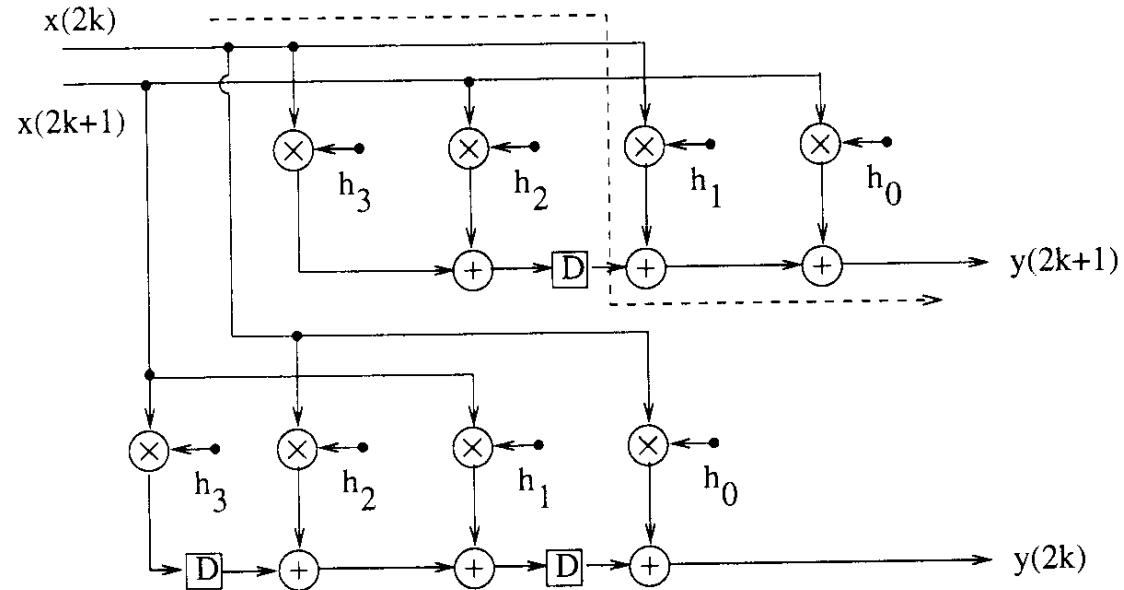 x(2k)
x(2k+1)
h3 h2 h1 h0
D
y(2k+1)
h3 h2 h1 h0
D D
y(2k)